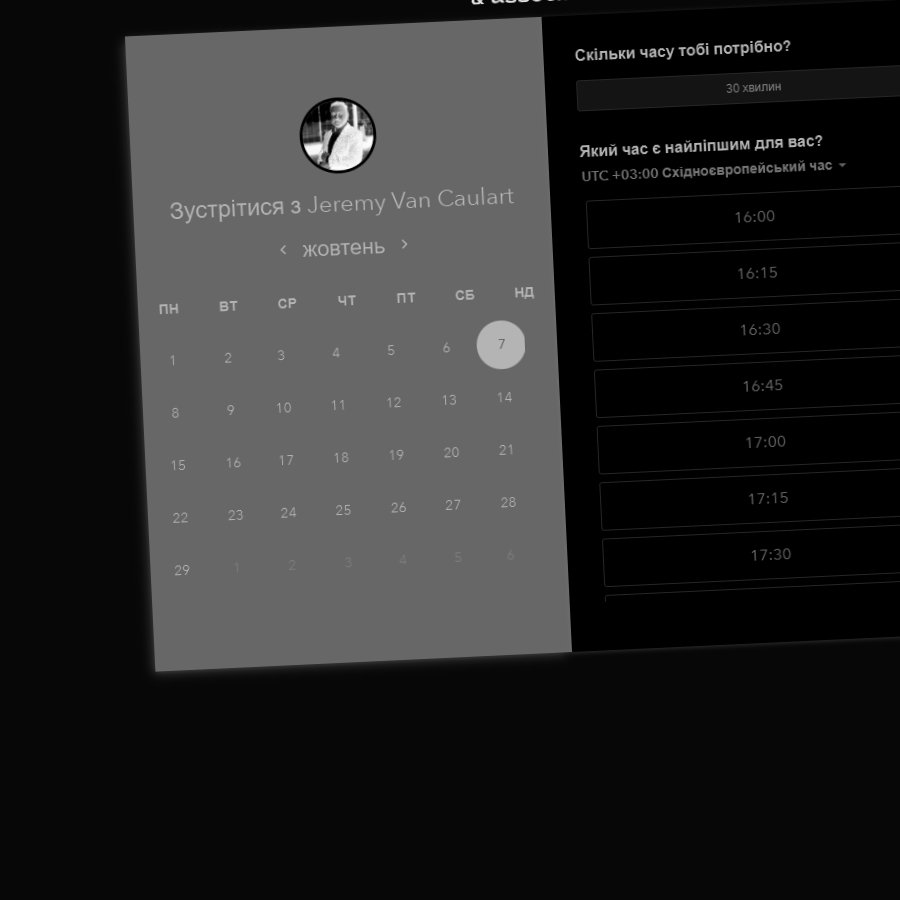 Зустрітися з Jeremy Van Caulart
жовтень
ПН ВТ СР ЧТ ПТ СБ НД
1 2 3 4 5 6 7
8 9 10 11 12 13 14
15 16 17 18 19 20 21
22 23 24 25 26 27 28
29 1 2 3 4 5 6
Скільки часу тобі потрібно?
30 хвилин
Який час є найліпшим для вас?
UTC +03:00 Східноєвропейський час
16:00
16:15
16:30
16:45
17:00
17:15
17:30